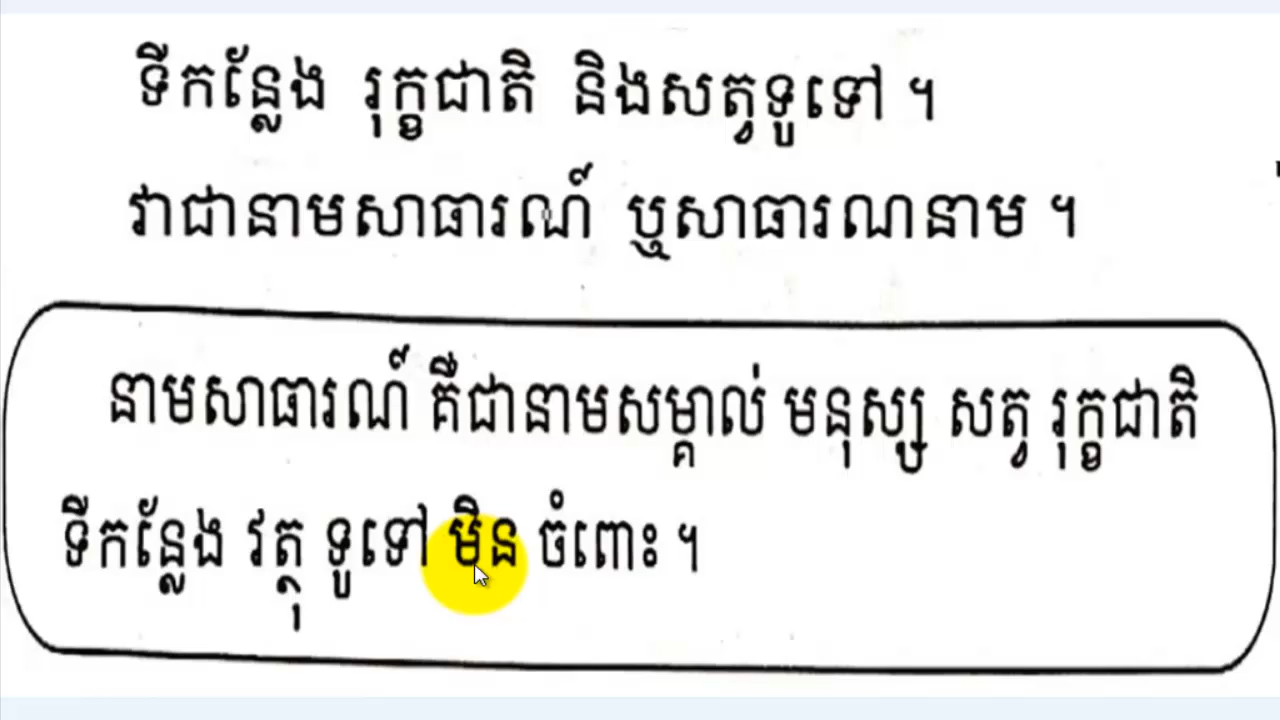 ទីកន្លែង រុក្ខជាតិ និងសត្វទូទៅ ។
វាជានាមសាធារណ៍ ឬសាធារណនាម ។
នាមសាធារណ៍ គឺជានាមសម្គាល់ មនុស្ស សត្វ រុក្ខជាតិ
ទីកន្លែង វត្ថុ ទូទៅ មិន ចំពោះ ។